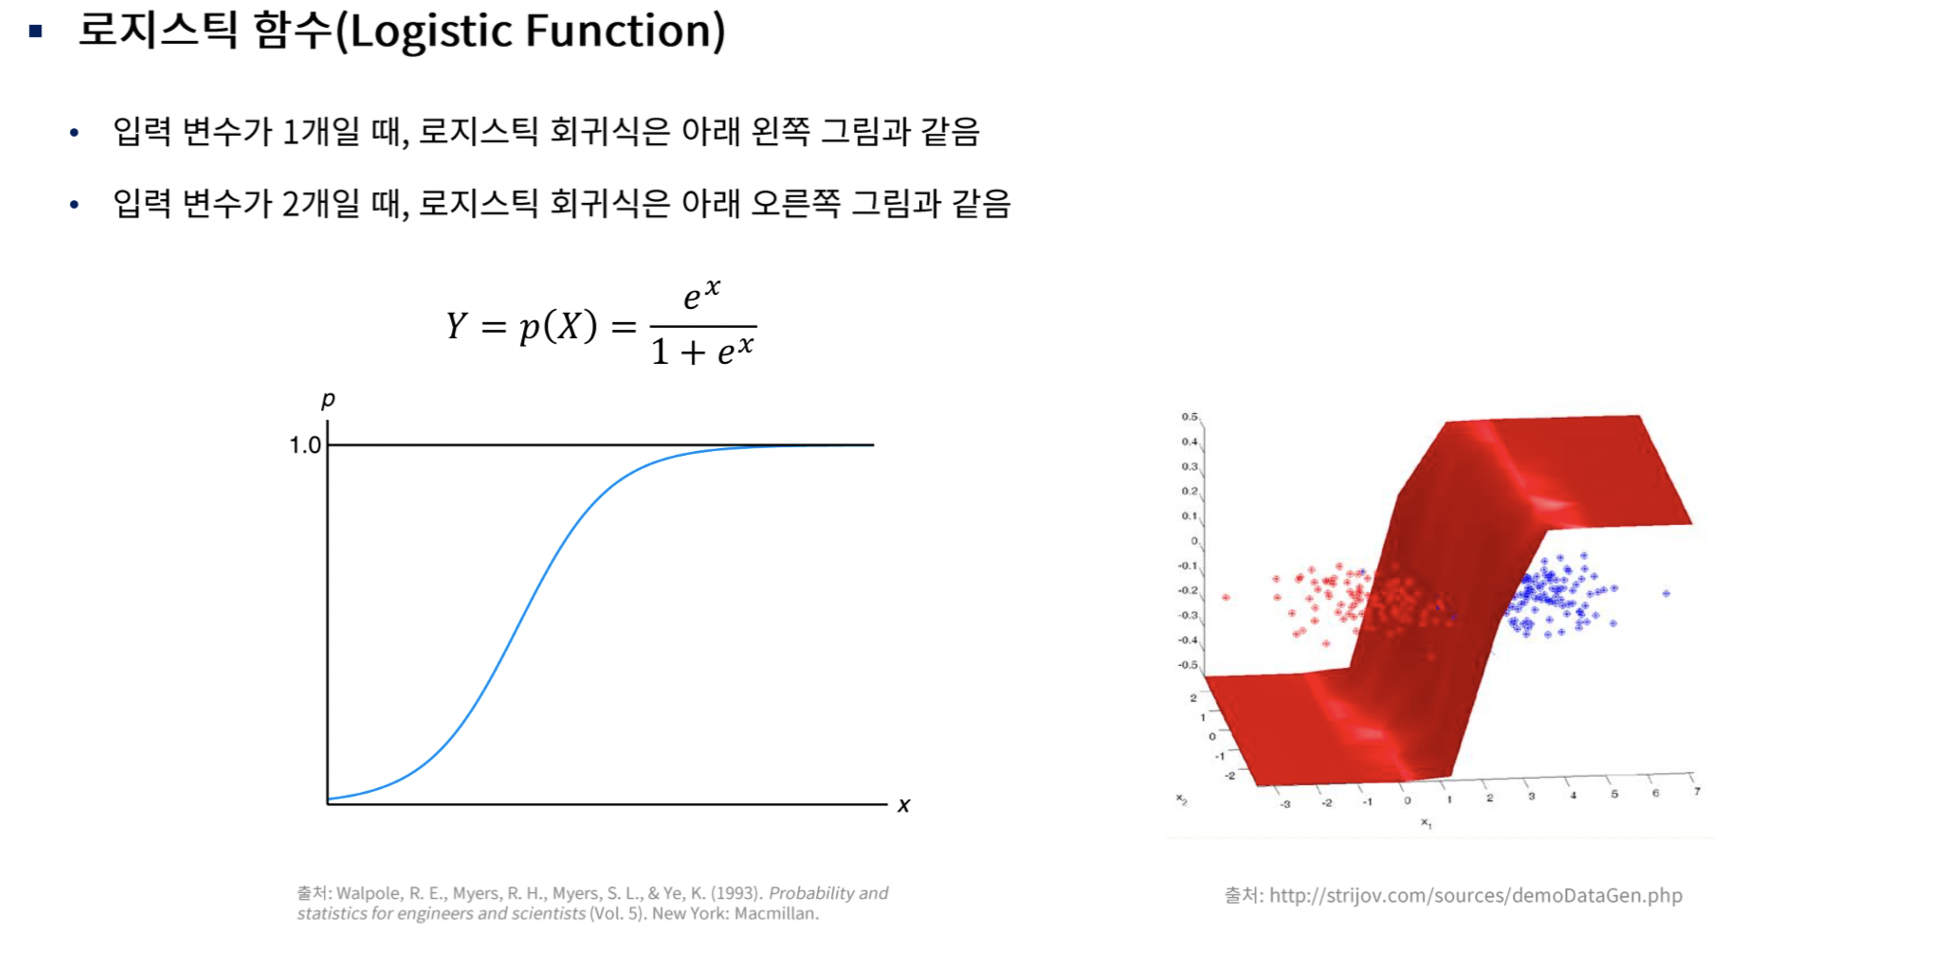 ▪ 로지스틱 함수(Logistic Function)
• 입력 변수가 1개일 때, 로지스틱 회귀식은 아래 왼쪽 그림과 같음
• 입력 변수가 2개일 때, 로지스틱 회귀식은 아래 오른쪽 그림과 같음
Y = p(X) = e^x / (1 + e^x)
p
1.0
x
출처: Walpole, R. E., Myers, R. H., Myers, S. L., & Ye, K. (1993). Probability and
statistics for engineers and scientists (Vol. 5). New York: Macmillan.
0.5
0.4
0.3
0.2
0.1
0
-0.1
-0.2
-0.3
-0.4
-0.5
2
1
0
-1
-2
x₂
-3 -2 -1 0 1 2 3 4 5 6 7
x₁
출처: http://strijov.com/sources/demoDataGen.php